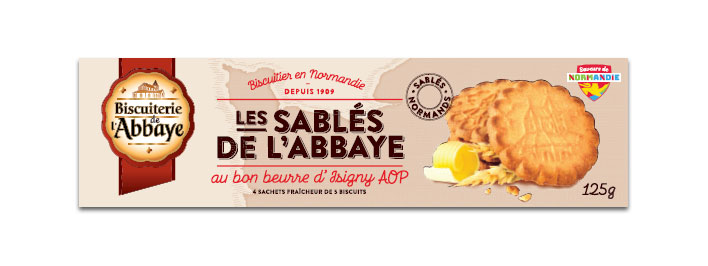 Biscuiterie
de
l'Abbaye
Biscuitier en Normandie
DEPUIS 1909
LES SABLÉS
DE L'ABBAYE
au bon beurre d'Isigny AOP
4 SACHETS FRAÎCHEUR DE 5 BISCUITS
SABLÉS
NORMANDS
Saveurs de
NORMANDIE
125g